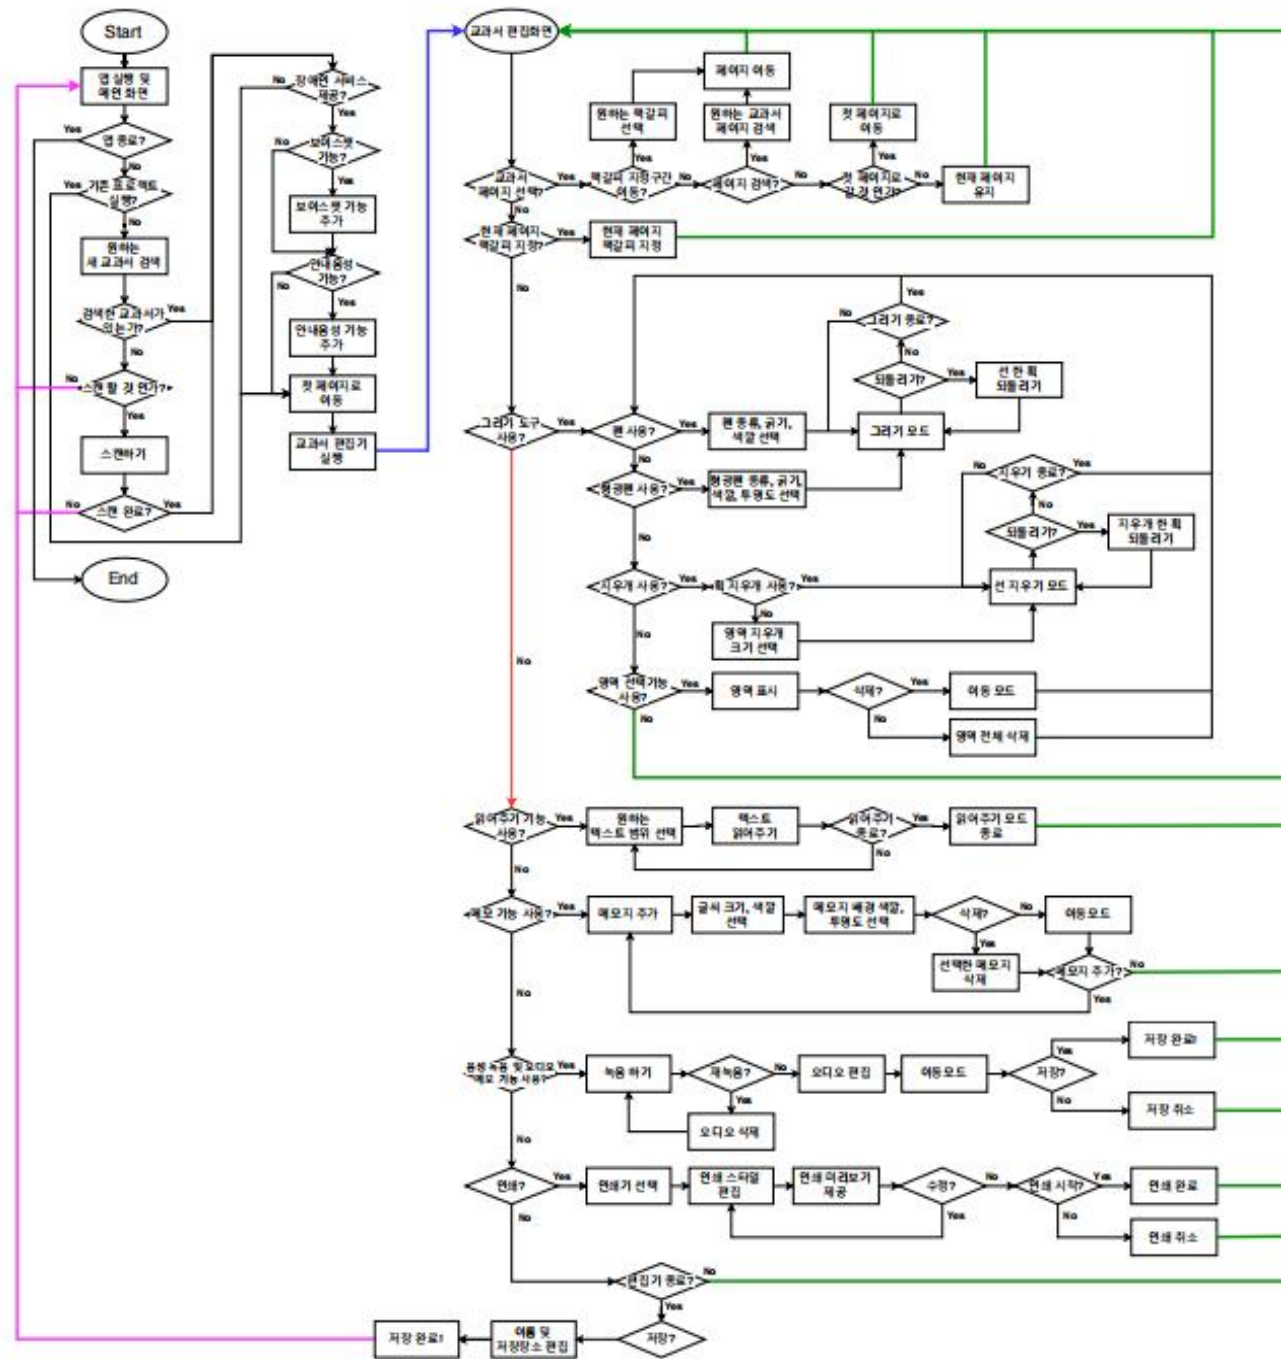 Start
앱 실행 및
메인 화면
Yes
앱 종료?
No
Yes
기존 프로젝트
실행?
No
원하는
새 교과서 검색
검색한 교과서가
있는가?
Yes
No
No
스캔 할 것 인가?
Yes
스캔하기
No
스캔 완료?
Yes
End
No
장애인 서비스
제공?
Yes
No
보이스캣
기능?
Yes
보이스캣 기능
추가
안내음성
기능?
No
Yes
안내음성 기능
추가
첫 페이지로
이동
교과서 편집기
실행
교과서 편집화면
페이지 이동
원하는 책갈피
선택
원하는 교과서
페이지 검색
첫 페이지로
이동
Yes
Yes
Yes
교과서
페이지 선택?
Yes
책갈피 지정구간
이동?
No
페이지 검색?
No
첫 페이지로
갈 것 인가?
No
현재 페이지
유지
No
현재 페이지
책갈피 지정?
Yes
현재 페이지
책갈피 지정
No
Yes
No
그리기 종료?
No
되돌리기?
Yes
선 한 획
되돌리기
그리기 도구
사용?
Yes
펜 사용?
Yes
펜 종류, 굵기,
색깔 선택
그리기 모드
No
형광펜 사용?
Yes
형광펜 종류, 굵기,
색깔, 투명도 선택
No
지우기 종료?
Yes
No
되돌리기?
Yes
지우개 한 획
되돌리기
No
지우개 사용?
Yes
획 지우개 사용?
Yes
선 지우기 모드
No
영역 지우개
크기 선택
No
No
영역 선택기능
사용?
Yes
영역 표시
삭제?
Yes
이동 모드
No
No
영역 전체 삭제
읽어주기 기능
사용?
Yes
원하는
텍스트 범위 선택
텍스트
읽어주기
읽어주기
종료?
Yes
읽어주기 모드
종료
No
No
메모 기능 사용?
Yes
메모지 추가
글씨 크기, 색깔
선택
메모지 배경 색깔,
투명도 선택
삭제?
No
이동모드
Yes
선택한 메모지
삭제
메모지 추가?
No
Yes
No
음성 녹음 및 오디오
메모 기능 사용?
Yes
녹음 하기
재녹음?
No
오디오 편집
이동모드
저장?
Yes
저장 완료!
No
저장 취소
Yes
오디오 삭제
No
인쇄?
Yes
인쇄기 선택
인쇄 스타일
편집
인쇄 미리보기
제공
수정?
No
인쇄 시작?
Yes
인쇄 완료
Yes
No
인쇄 취소
No
편집기 종료?
No
Yes
저장?
이름 및
저장장소 편집
저장 완료!